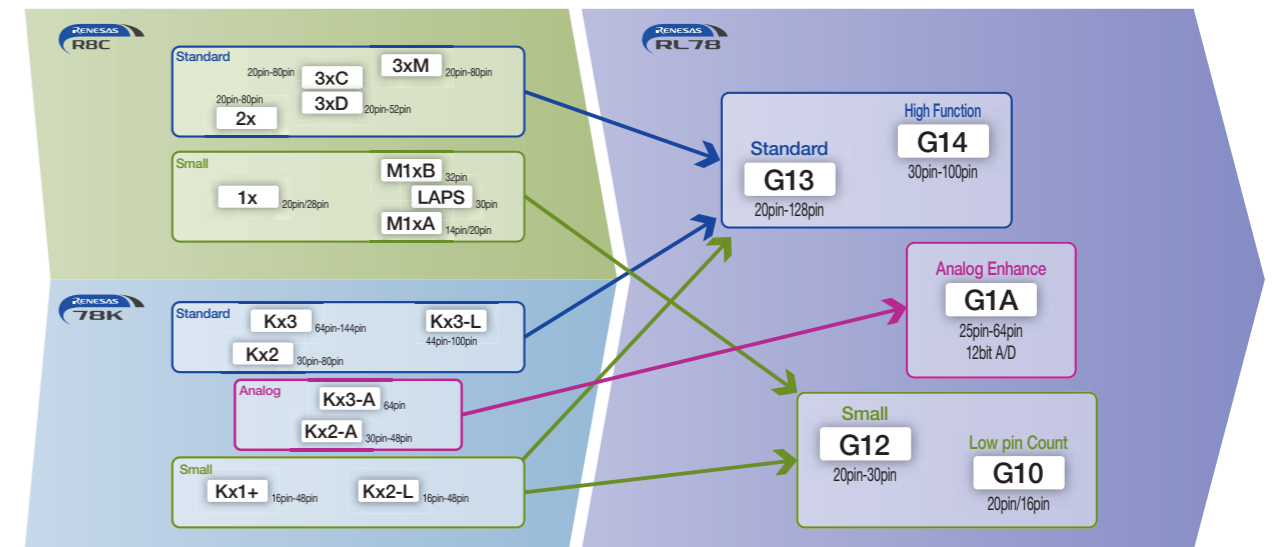 RENESAS
R8C
Standard
3xM
20pin-80pin
20pin-80pin
3xC
20pin-80pin
3xD
20pin-52pin
2x
Small
M1xB
32pin
1x
20pin/28pin
LAPS
30pin
M1xA
14pin/20pin
RENESAS
78K
Standard
Kx3
64pin-144pin
Kx3-L
44pin-100pin
Kx2
30pin-80pin
Analog
Kx3-A
64pin
Kx2-A
30pin-48pin
Small
Kx1+
16pin-48pin
Kx2-L
16pin-48pin
RENESAS
RL78
High Function
G14
30pin-100pin
Standard
G13
20pin-128pin
Analog Enhance
G1A
25pin-64pin
12bit A/D
Small
G12
20pin-30pin
Low pin Count
G10
20pin/16pin